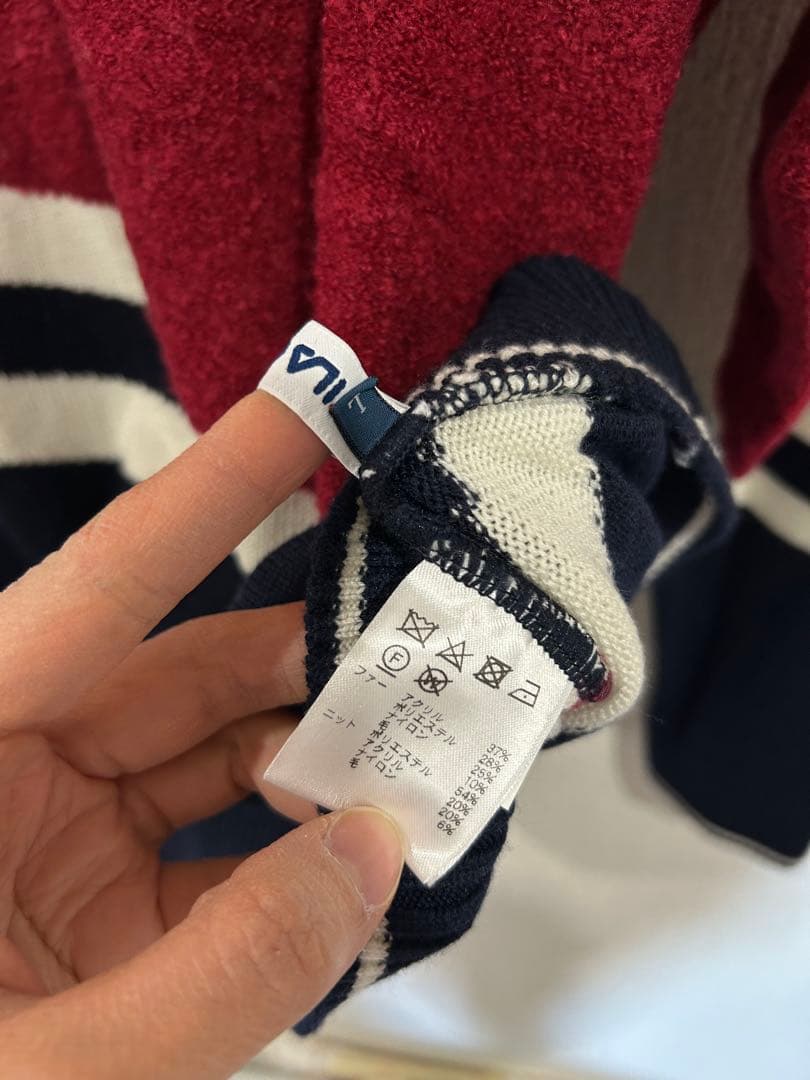 ILA
L
F
W
ファー アクリル 37%
ポリエステル 28%
ナイロン 25%
毛 10%
ニット ポリエステル 54%
アクリル 20%
ナイロン 20%
毛 6%